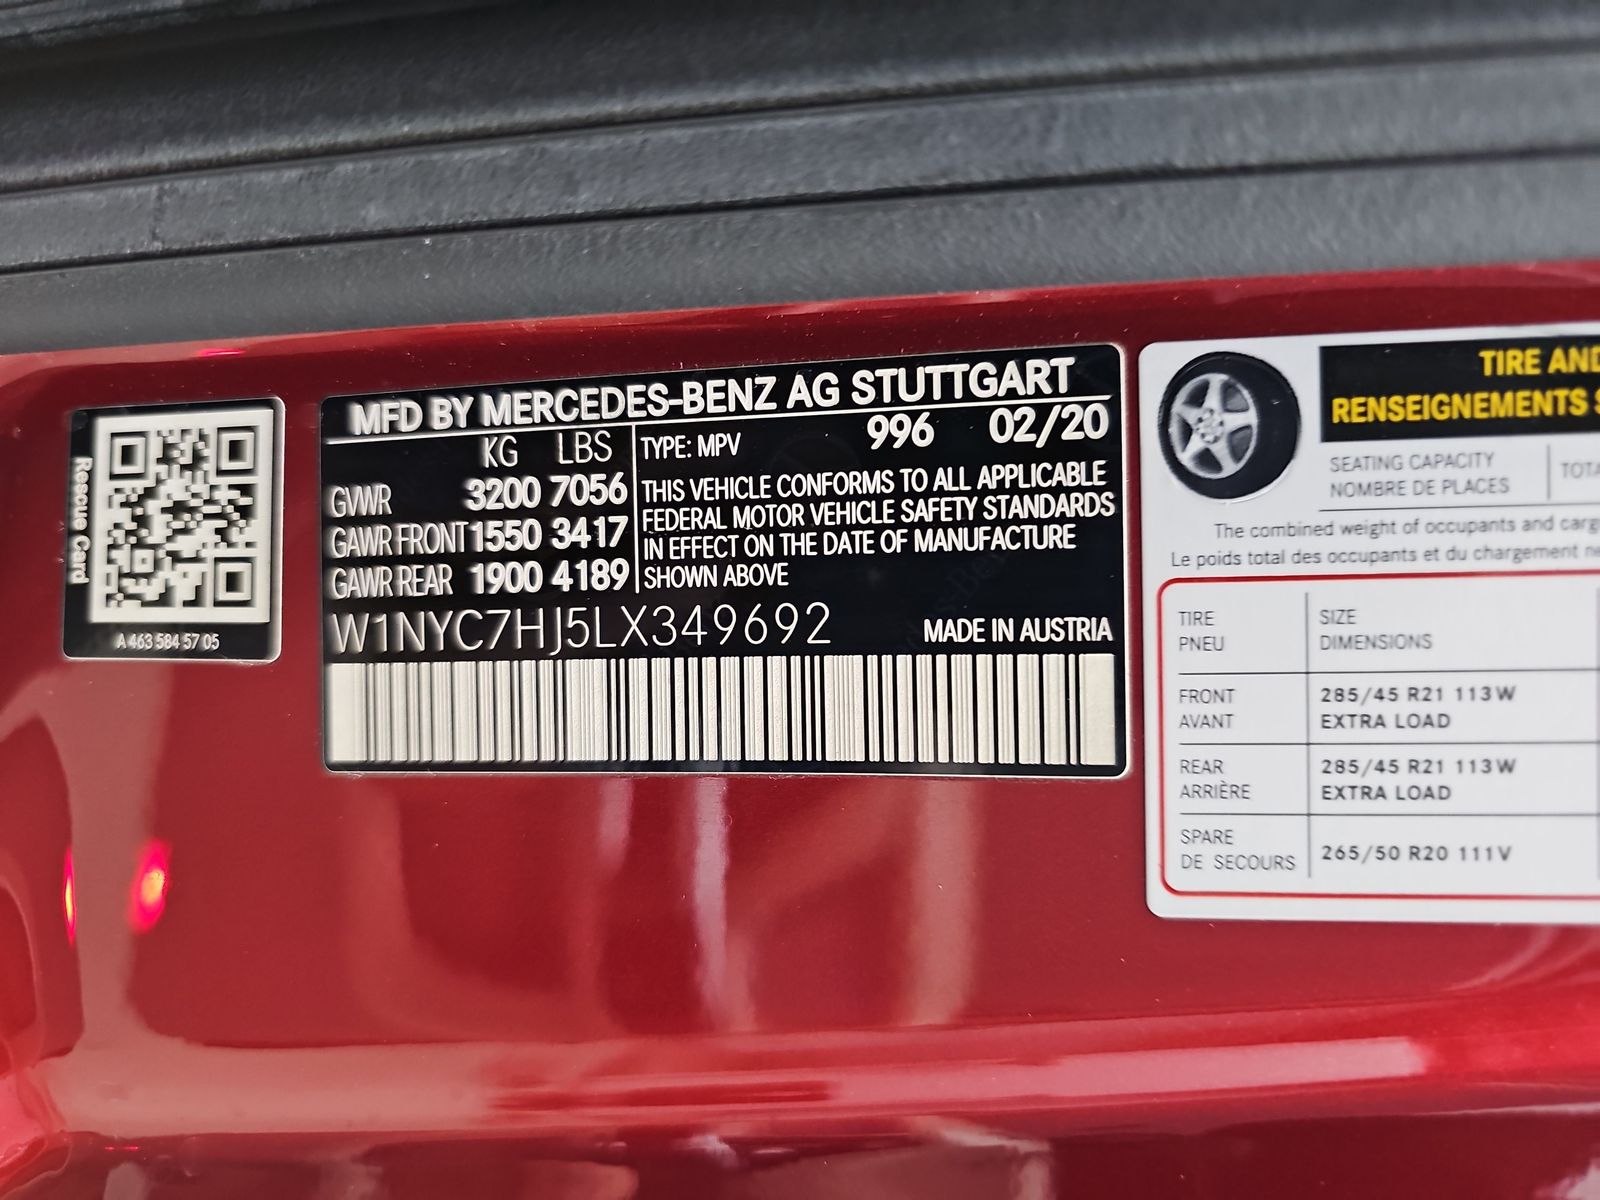 Rescue Card
A 463 584 57 05
MFD BY MERCEDES-BENZ AG STUTTGART
KG LBS
GVWR 3200 7056
GAWR FRONT 1550 3417
GAWR REAR 1900 4189
TYPE: MPV 996 02/20
THIS VEHICLE CONFORMS TO ALL APPLICABLE
FEDERAL MOTOR VEHICLE SAFETY STANDARDS
IN EFFECT ON THE DATE OF MANUFACTURE
SHOWN ABOVE
W1NYC7HJ5LX349692 MADE IN AUSTRIA
TIRE AND
RENSEIGNEMENTS
SEATING CAPACITY
NOMBRE DE PLACES
The combined weight of occupants and
Le poids total des occupants et du chargement
TIRE SIZE
PNEU DIMENSIONS
FRONT 285/45 R21 113W
AVANT EXTRA LOAD
REAR 285/45 R21 113W
ARRIÈRE EXTRA LOAD
SPARE
DE SECOURS 265/50 R20 111V